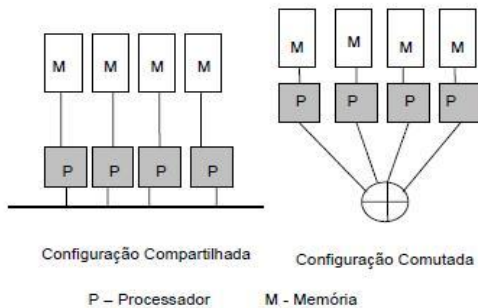 M M M M
P P P P
Configuração Compartilhada
M M M M
P P P P
Configuração Comutada
P – Processador M - Memória